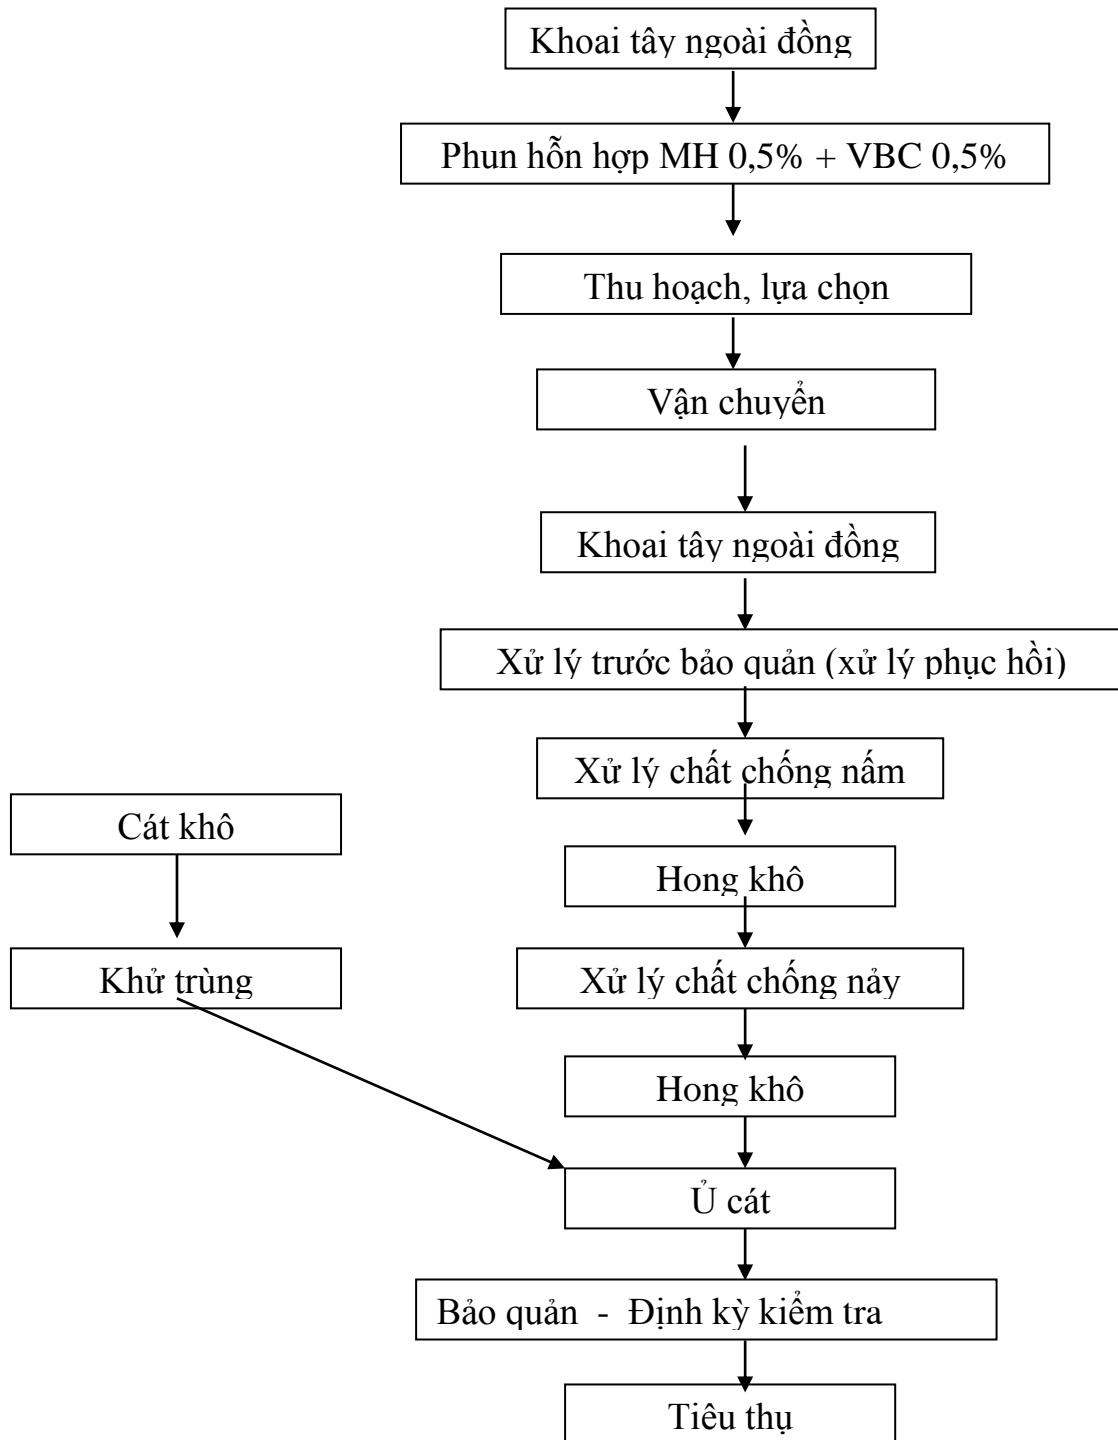 Khoai tây ngoài đồng
Phun hỗn hợp MH 0,5% + VBC 0,5%
Thu hoạch, lựa chọn
Vận chuyển
Khoai tây ngoài đồng
Xử lý trước bảo quản (xử lý phục hồi)
Xử lý chất chống nấm
Cát khô
Hong khô
Khử trùng
Xử lý chất chống nảy
Hong khô
Ủ cát
Bảo quản - Định kỳ kiểm tra
Tiêu thụ